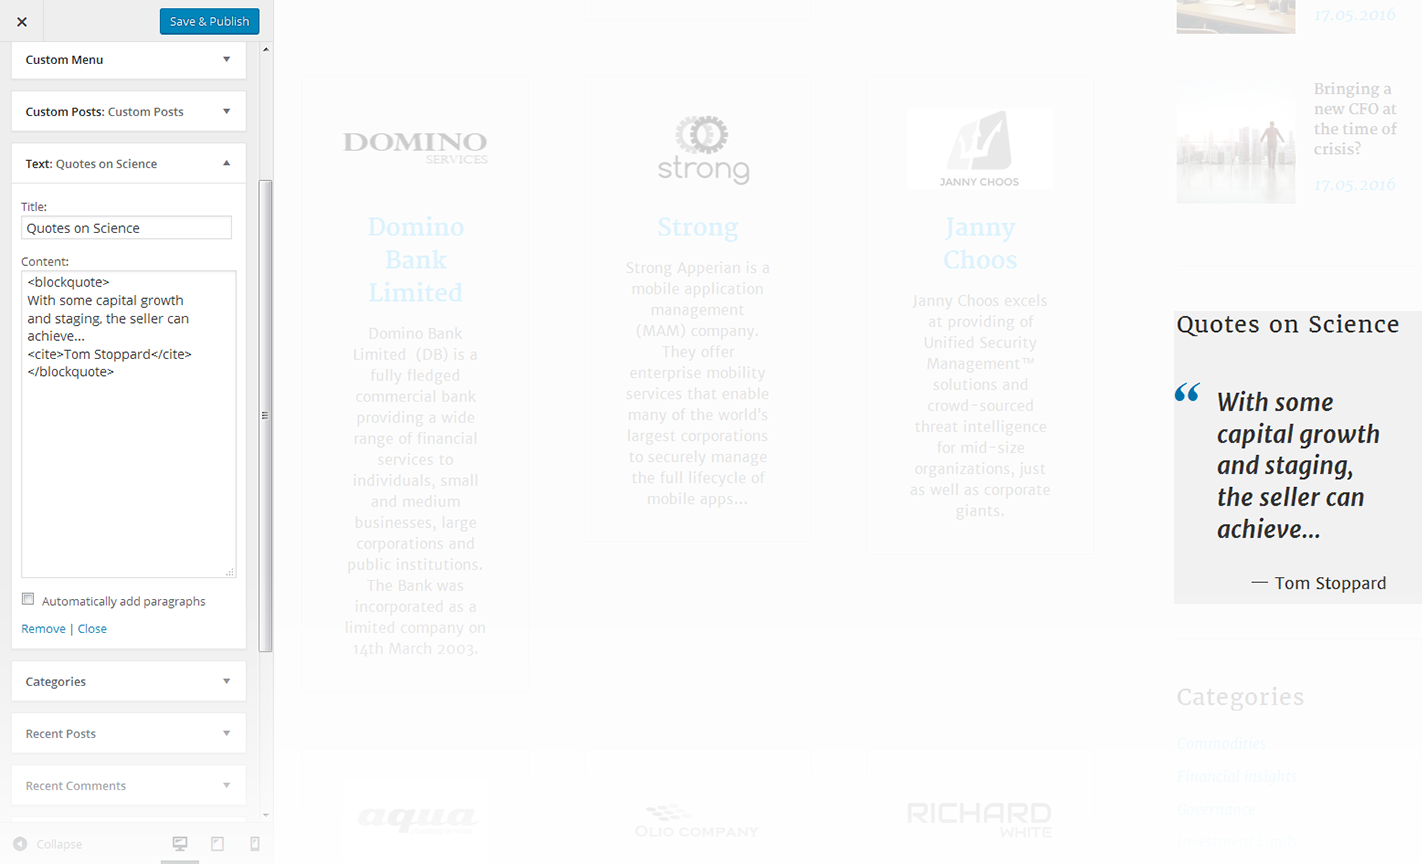 Save & Publish
Custom Menu
Custom Posts: Custom Posts
Text: Quotes on Science
Title:
Quotes on Science
Content:
<blockquote>
With some capital growth
and staging, the seller can
achieve...
<cite>Tom Stoppard</cite>
</blockquote>
Automatically add paragraphs
Remove | Close
Categories
Recent Posts
Recent Comments
Collapse
DOMINO
SERVICES
Domino
Bank
Limited
Domino Bank
Limited (DB) is a
fully fledged
commercial bank
providing a wide
range of financial
services to
individuals, small
and medium
businesses, large
corporations and
public institutions.
The Bank was
incorporated as a
limited company on
14th March 2003.
strong
Strong
Strong Apperian is a
mobile application
management
(MAM) company.
They offer
enterprise mobility
services that enable
many of the world's
largest corporations
to securely manage
the full lifecycle of
mobile apps...
JANNY CHOOS
Janny
Choos
Janny Choos excels
at providing of
Unified Security
Management™
solutions and
crowd-sourced
threat intelligence
for mid-size
organizations, just
as well as corporate
giants.
aqua
OLIO COMPANY
RICHARD
WHITE
17.05.2016
Bringing a
new CFO at
the time of
crisis?
17.05.2016
Quotes on Science
“ With some
capital growth
and staging,
the seller can
achieve...
— Tom Stoppard
Categories
Commodities
Financial Insights
Governance